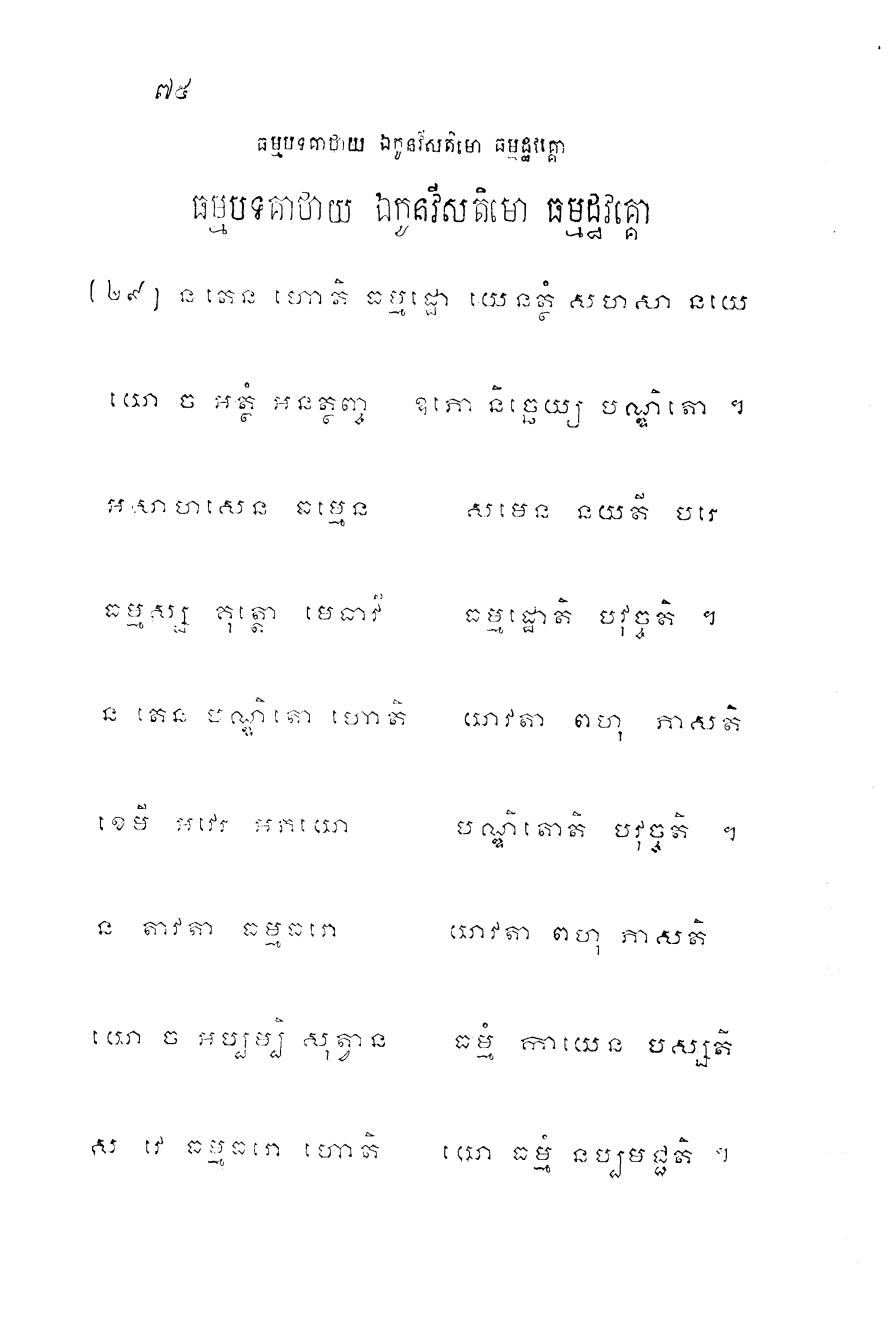 ៧៥
ធម្មបទគាថាយ ឯកូនវីសតិមោ ធម្មដ្ឋវគ្គោ
ធម្មបទគាថាយ ឯកូនវីសតិមោ ធម្មដ្ឋវគ្គោ
(២៩) ន តេន ហោតិ ធម្មដ្ឋោ យេនត្ថំ សហសា នយេ
យោ ច អត្ថំ អនត្ថញ្ច ឧភោ និច្ឆេយ្យ បណ្ឌិតោ ។
អសាហសេន ធម្មេន សមេន នយតី បរេ
ធម្មស្ស គុត្តោ មេធាវី ធម្មដ្ឋោតិ បវុច្ចតិ ។
ន តេន បណ្ឌិតោ ហោតិ យាវតា ពហុ ភាសតិ
ខេមី អវេរី អភយោ បណ្ឌិតោតិ បវុច្ចតិ ។
ន តាវតា ធម្មធរោ យាវតា ពហុ ភាសតិ
យោ ច អប្បម្បិ សុត្វាន ធម្មំ កាយេន បស្សតិ
ស វេ ធម្មធរោ ហោតិ យោ ធម្មំ នប្បមជ្ជតិ ។